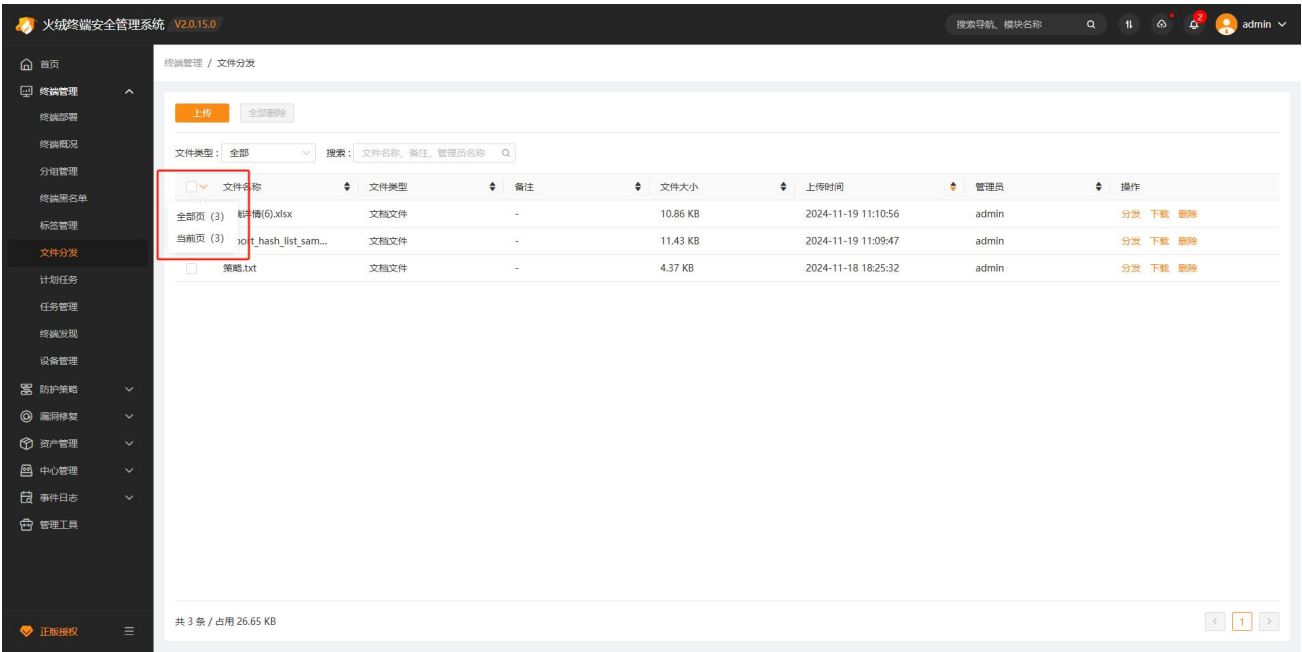 火绒终端安全管理系统 V2.0.15.0 搜索导航、模块名称 2 admin
首页
终端管理
终端部署
终端概况
分组管理
终端黑名单
标签管理
文件分发
计划任务
任务管理
终端发现
设备管理
防护策略
漏洞修复
资产管理
中心管理
事件日志
管理工具
正版授权
终端管理 / 文件分发
上传 全部删除
文件类型： 全部 搜索： 文件名称、备注、管理员名称
文件名称 文件类型 备注 文件大小 上传时间 管理员 操作
全部页 (3) 详情(6).xlsx 文档文件 - 10.86 KB 2024-11-19 11:10:56 admin 分发 下载 删除
当前页 (3) port_hash_list_sam... 文档文件 - 11.43 KB 2024-11-19 11:09:47 admin 分发 下载 删除
策略.txt 文档文件 - 4.37 KB 2024-11-18 18:25:32 admin 分发 下载 删除
共 3 条 / 占用 26.65 KB 1